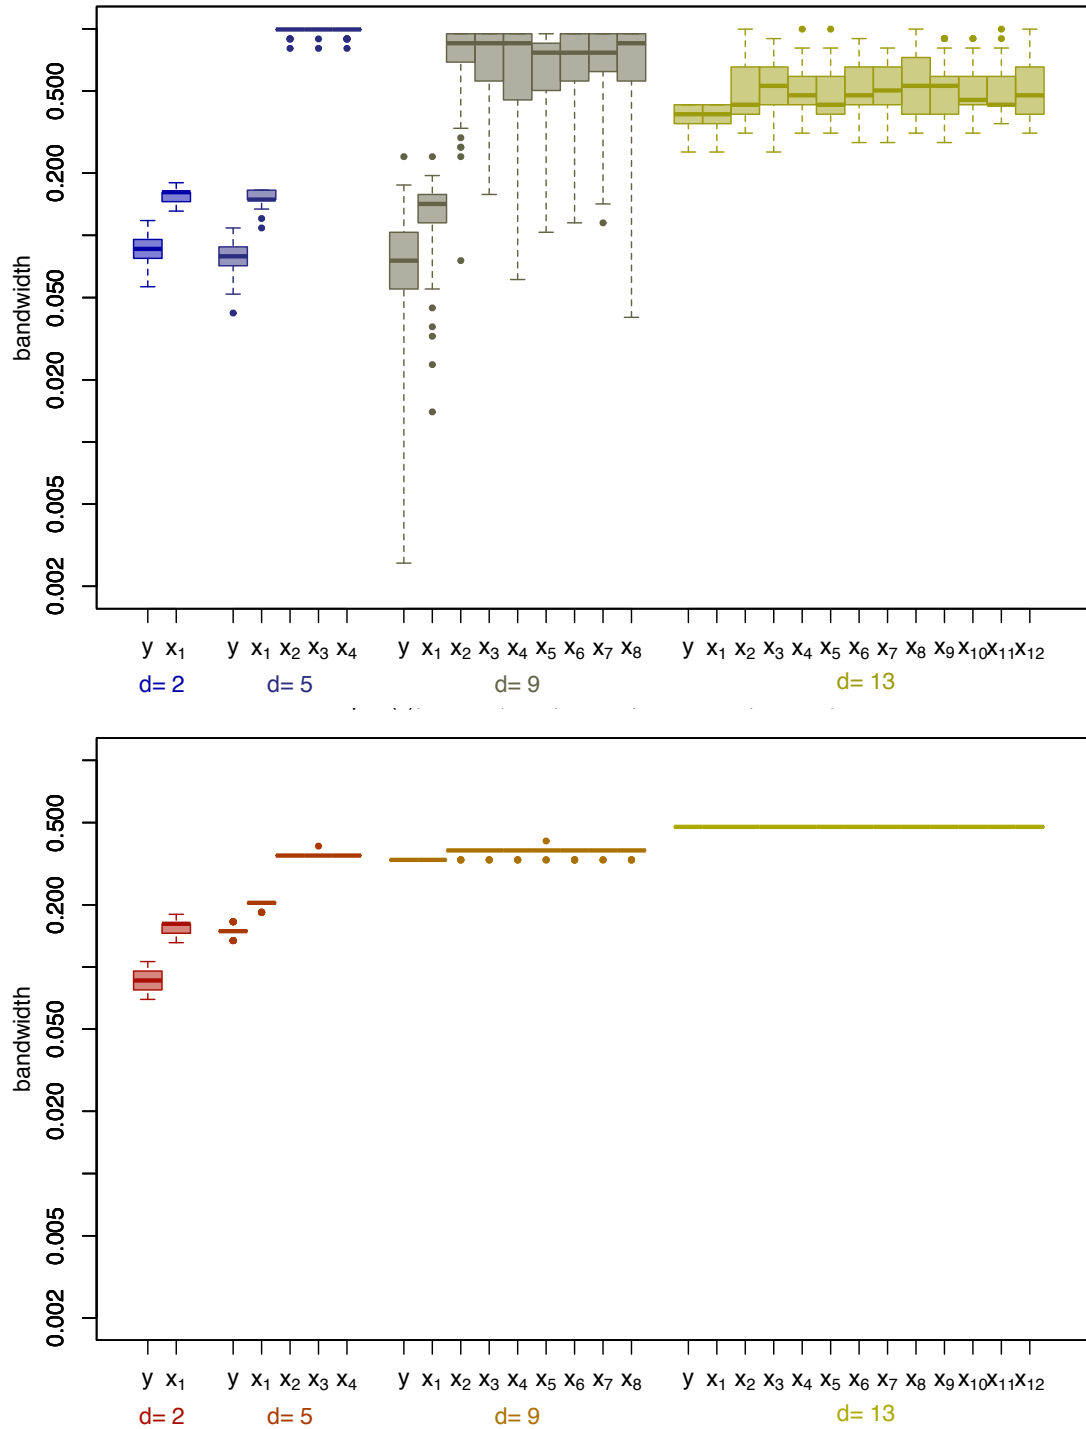 bandwidth
0.500
0.200
0.050
0.020
0.005
0.002
y x₁ y x₁ x₂ x₃ x₄ y x₁ x₂ x₃ x₄ x₅ x₆ x₇ x₈ y x₁ x₂ x₃ x₄ x₅ x₆ x₇ x₈ x₉ x₁₀ x₁₁ x₁₂
d= 2 d= 5 d= 9 d= 13
bandwidth
0.500
0.200
0.050
0.020
0.005
0.002
y x₁ y x₁ x₂ x₃ x₄ y x₁ x₂ x₃ x₄ x₅ x₆ x₇ x₈ y x₁ x₂ x₃ x₄ x₅ x₆ x₇ x₈ x₉ x₁₀ x₁₁ x₁₂
d= 2 d= 5 d= 9 d= 13